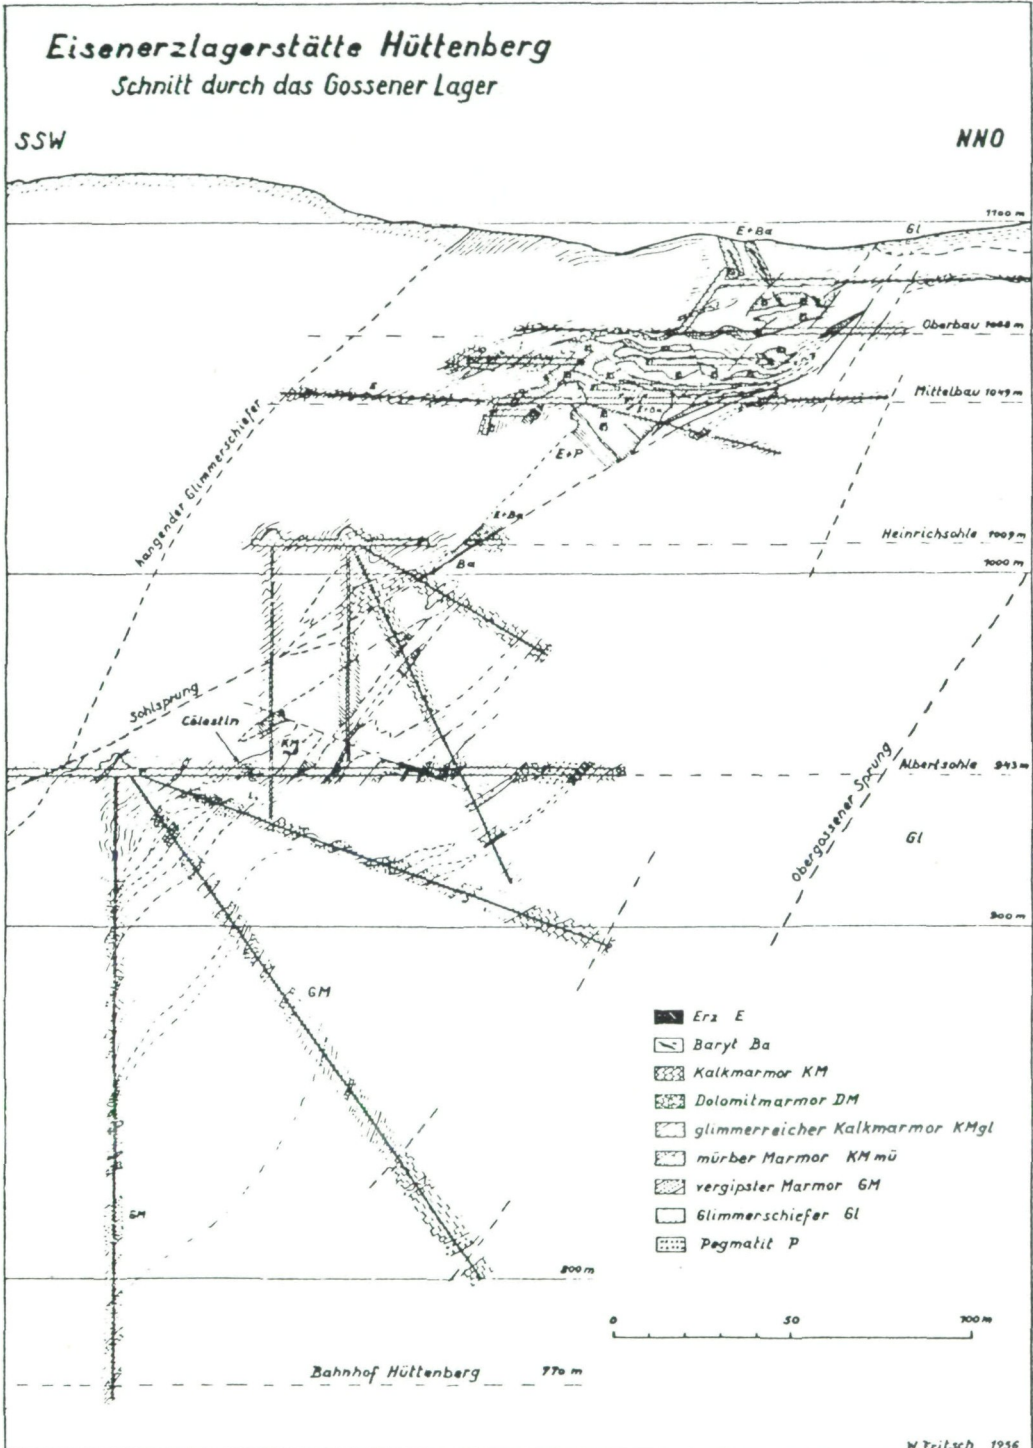 Eisenerzlagerstätte Hüttenberg
Schnitt durch das Gossener Lager
SSW
NNO
1100 m
E+Ba
Gl
Oberbau 1068 m
E
Mittelbau 1049 m
E+Ba
E+P
hangender Glimmerschiefer
E+Ba
Heinrichsohle 1009 m
Ba
1000 m
Sohlsprung
Cölestin
KM
Albertsohle 943 m
Obergossener Sprung
Gl
900 m
GM
Erz E
Baryt Ba
Kalkmarmor KM
Dolomitmarmor DM
glimmerreicher Kalkmarmor KMgl
mürber Marmor KM mü
vergipster Marmor GM
Glimmerschiefer Gl
Pegmatit P
GM
800 m
0 50 100 m
Bahnhof Hüttenberg 770 m
W. Fritsch 1956